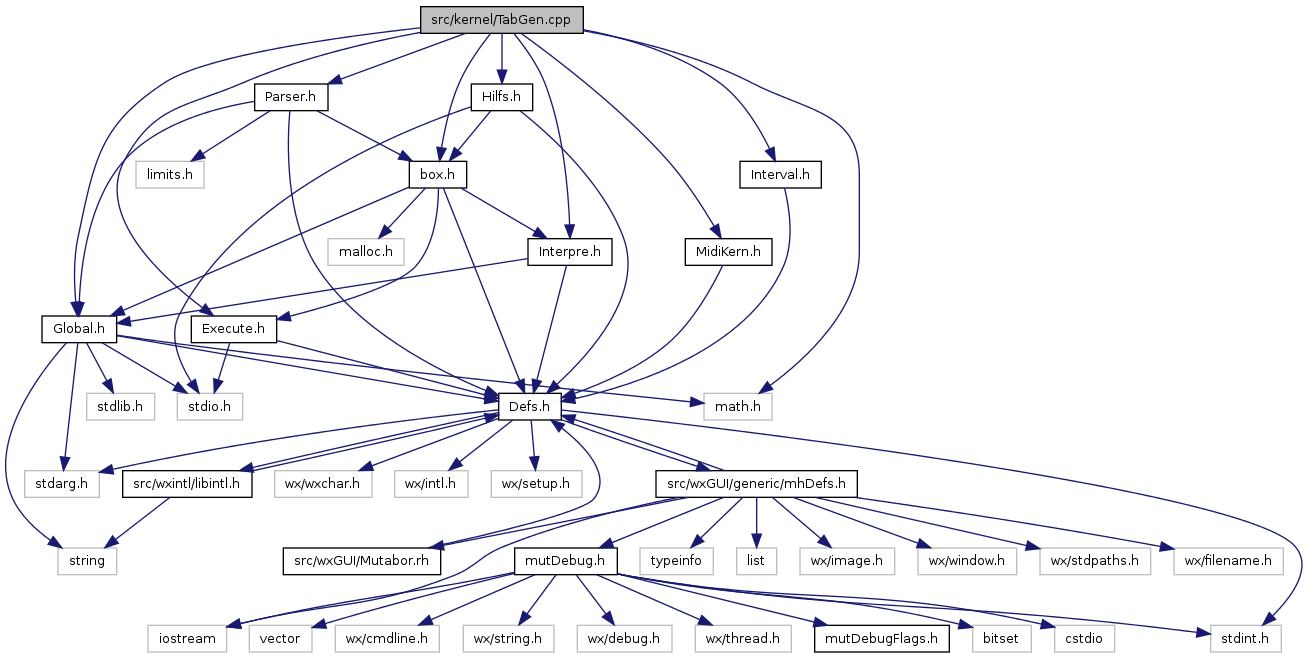 src/kernel/TabGen.cpp
Parser.h
Hilfs.h
limits.h
box.h
Interval.h
malloc.h
Interpre.h
MidiKern.h
Global.h
Execute.h
stdlib.h
stdio.h
Defs.h
math.h
stdarg.h
src/wxintl/libintl.h
wx/wxchar.h
wx/intl.h
wx/setup.h
src/wxGUI/generic/mhDefs.h
string
src/wxGUI/Mutabor.rh
mutDebug.h
typeinfo
list
wx/image.h
wx/window.h
wx/stdpaths.h
wx/filename.h
iostream
vector
wx/cmdline.h
wx/string.h
wx/debug.h
wx/thread.h
mutDebugFlags.h
bitset
cstdio
stdint.h